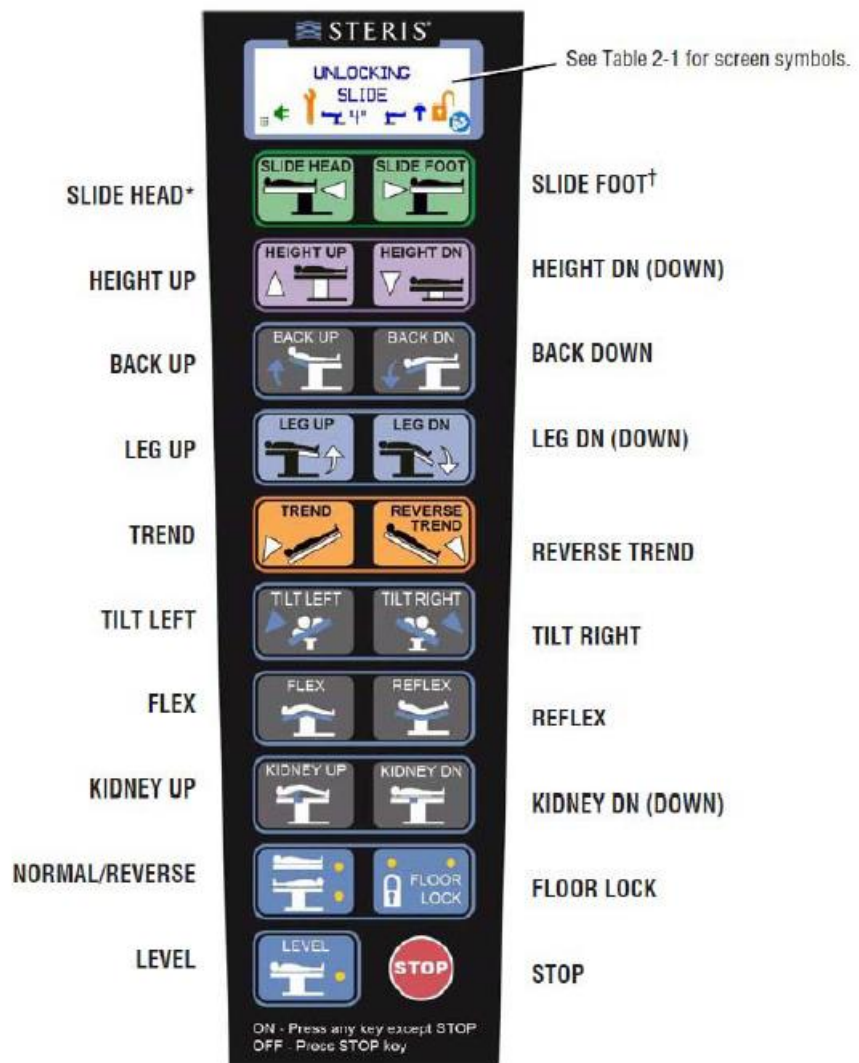 STERIS®
UNLOCKING
SLIDE
4"
See Table 2-1 for screen symbols.
SLIDE HEAD*
SLIDE HEAD
SLIDE FOOT
SLIDE FOOT†
HEIGHT UP
HEIGHT UP
HEIGHT DN
HEIGHT DN (DOWN)
BACK UP
BACK UP
BACK DN
BACK DOWN
LEG UP
LEG UP
LEG DN
LEG DN (DOWN)
TREND
TREND
REVERSE
TREND
REVERSE TREND
TILT LEFT
TILT LEFT
TILT RIGHT
TILT RIGHT
FLEX
FLEX
REFLEX
REFLEX
KIDNEY UP
KIDNEY UP
KIDNEY DN
KIDNEY DN (DOWN)
NORMAL/REVERSE
FLOOR
LOCK
FLOOR LOCK
LEVEL
LEVEL
STOP
STOP
ON - Press any key except STOP
OFF - Press STOP key